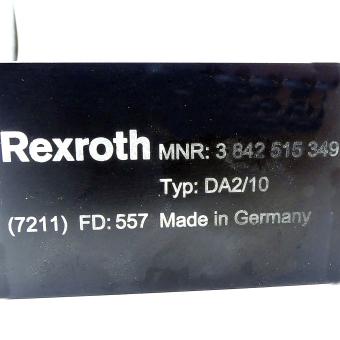 Rexroth MNR: 3 842 515 349
Typ: DA2/10
(7211) FD: 557 Made in Germany